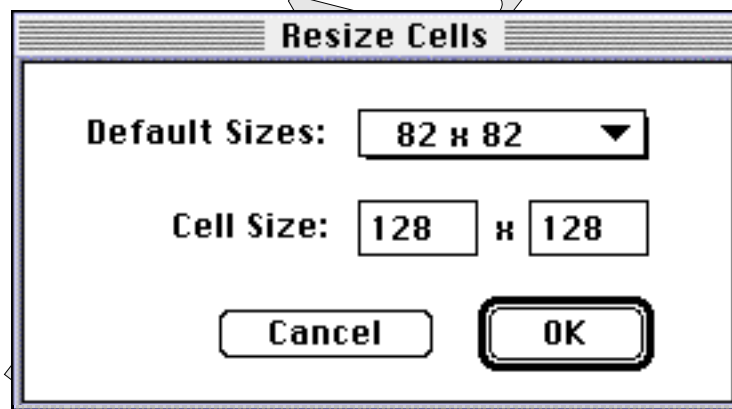 Resize Cells
Default Sizes: 82 x 82
Cell Size: 128 x 128
Cancel OK